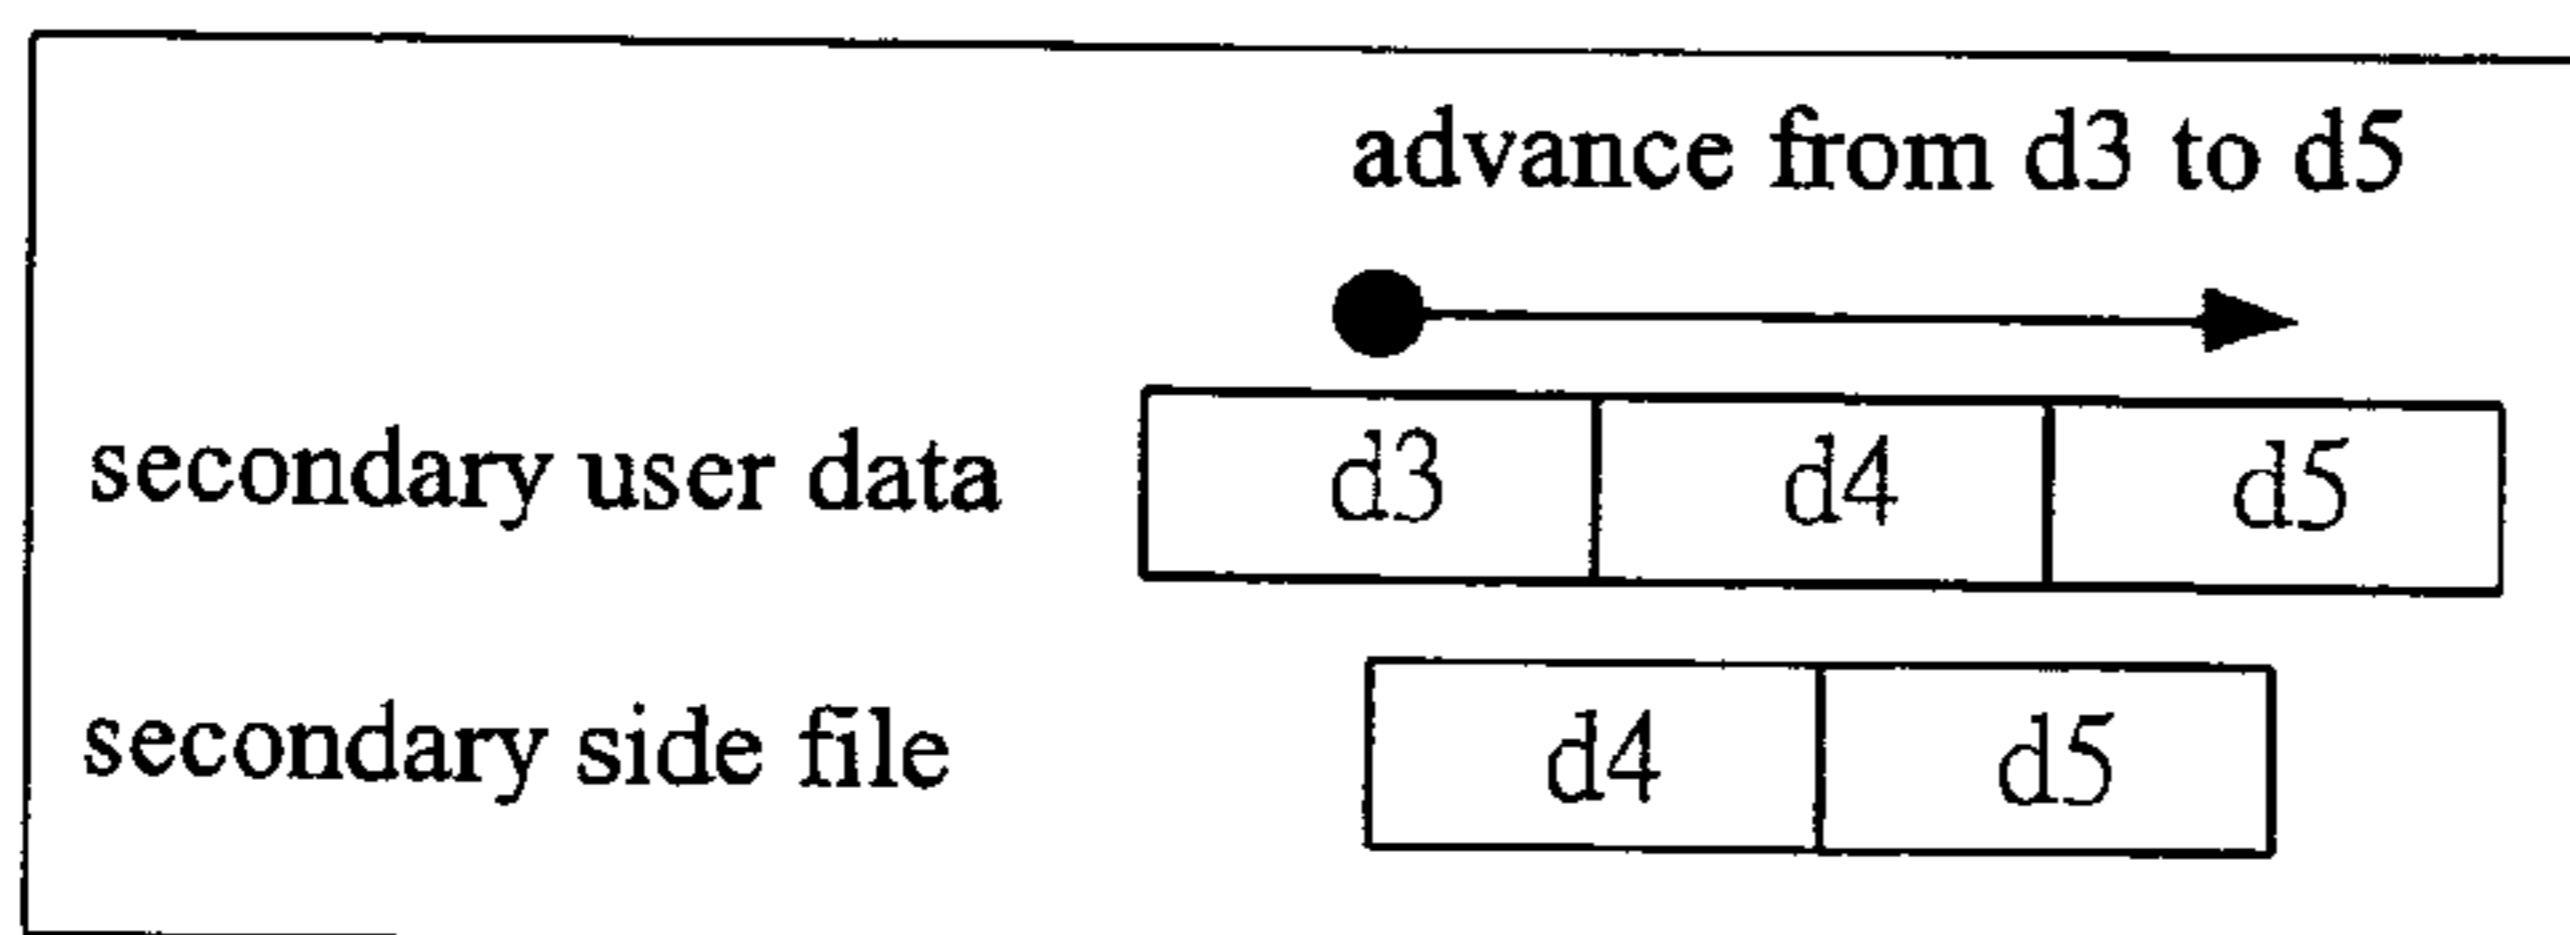 advance from d3 to d5
secondary user data d3 d4 d5
secondary side file d4 d5